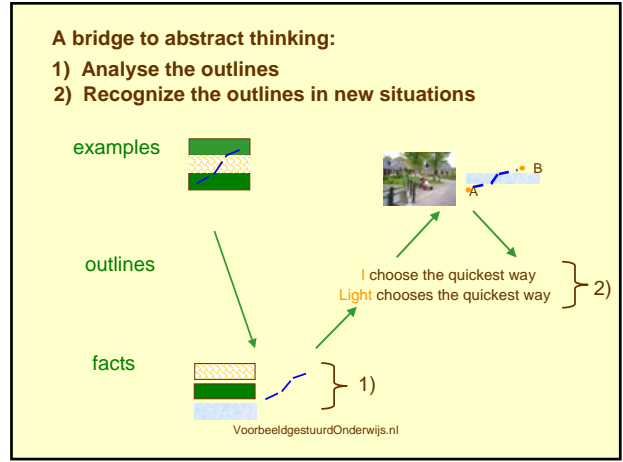 A bridge to abstract thinking:
1) Analyse the outlines
2) Recognize the outlines in new situations
examples
B
A
outlines
I choose the quickest way
Light chooses the quickest way
2)
facts
1)
VoorbeeldgestuurdOnderwijs.nl